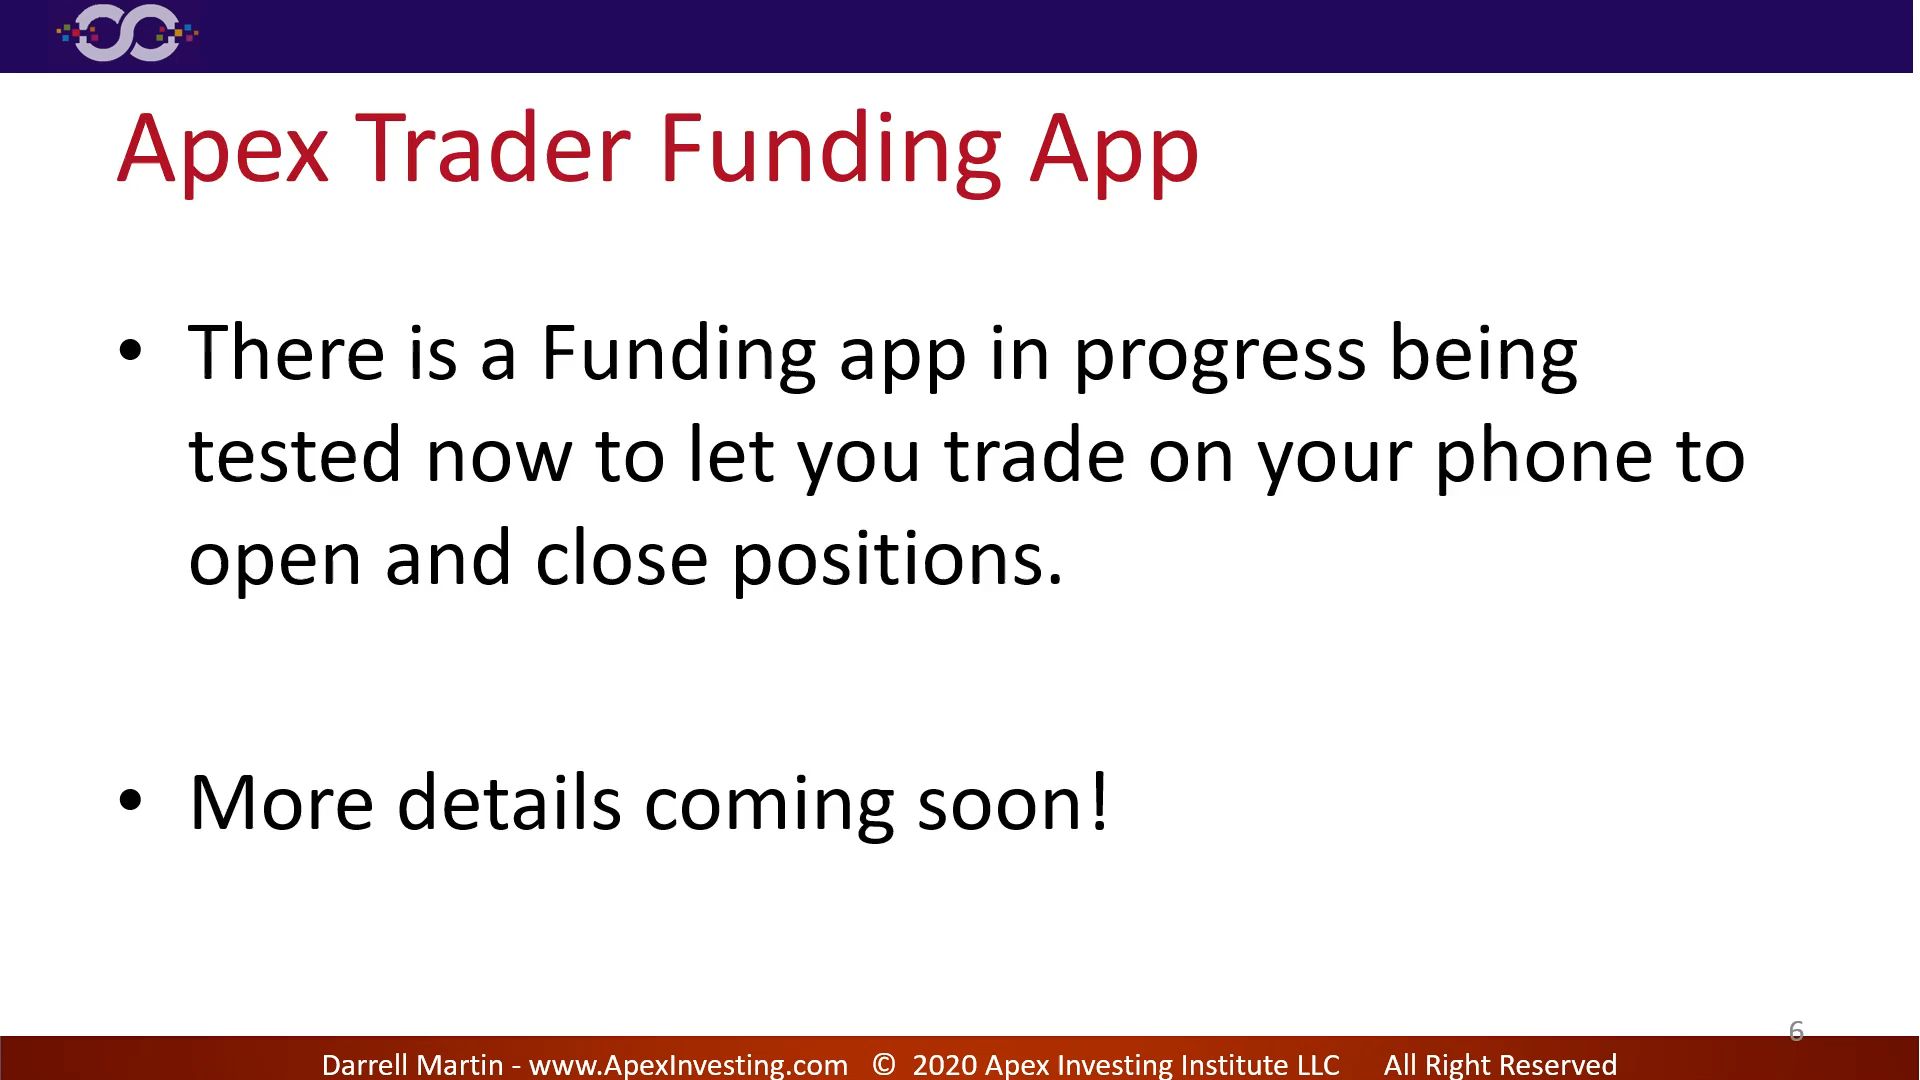 Apex Trader Funding App
• There is a Funding app in progress being
tested now to let you trade on your phone to
open and close positions.
• More details coming soon!
6
Darrell Martin - www.ApexInvesting.com © 2020 Apex Investing Institute LLC All Right Reserved